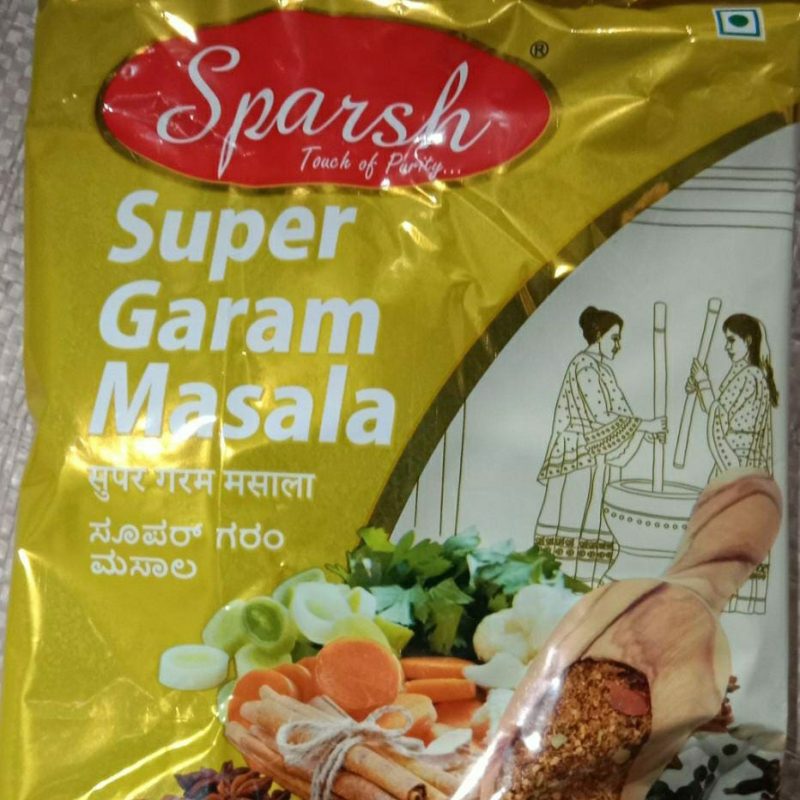 Sparsh®
Touch of Purity...
Super
Garam
Masala
सुपर गरम मसाला
ಸೂಪರ್ ಗರಂ
ಮಸಾಲ